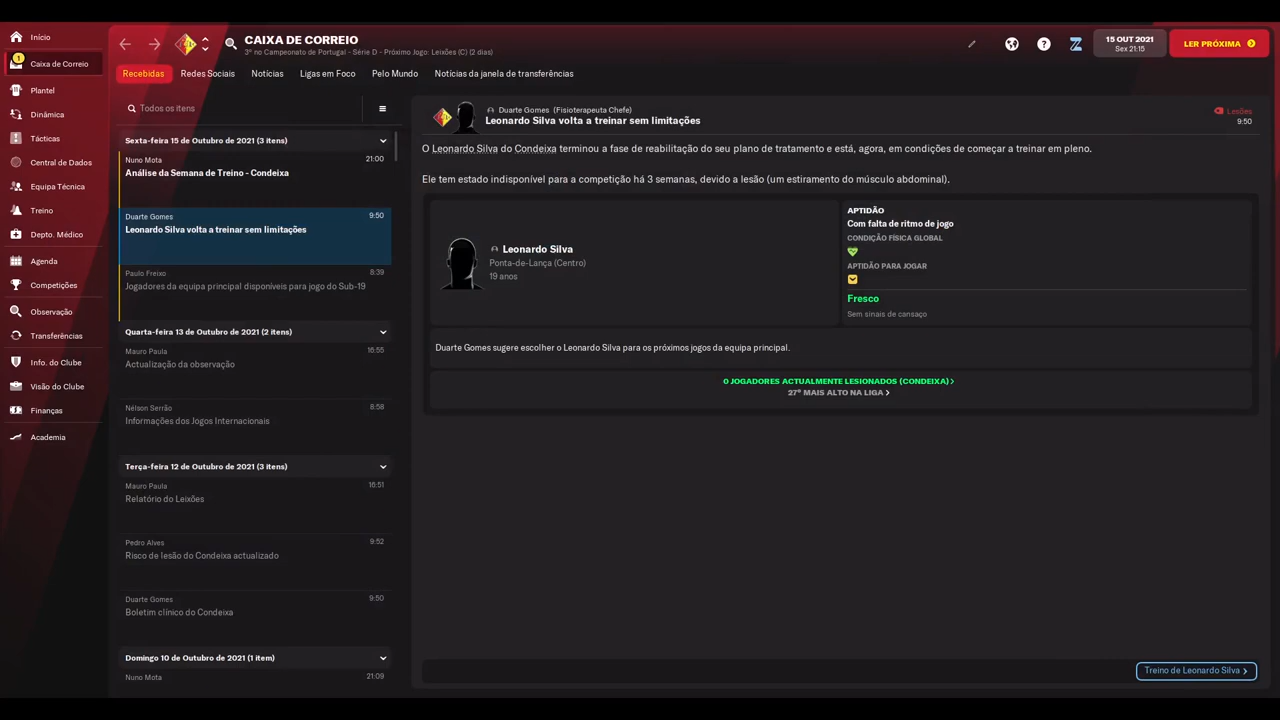 Início
1
Caixa de Correio
Plantel
Dinâmica
Tácticas
Central de Dados
Equipa Técnica
Treino
Depto. Médico
Agenda
Competições
Observação
Transferências
Info. do Clube
Visão do Clube
Finanças
Academia
CAIXA DE CORREIO
3º no Campeonato de Portugal - Série D - Próximo Jogo: Leixões (C) (2 dias)
15 OUT 2021
Sex 21:15
LER PRÓXIMA
Recebidas
Redes Sociais
Notícias
Ligas em Foco
Pelo Mundo
Notícias da janela de transferências
Todos os itens
Sexta-feira 15 de Outubro de 2021 (3 itens)
Nuno Mota 21:00
Análise da Semana de Treino - Condeixa
Duarte Gomes 9:50
Leonardo Silva volta a treinar sem limitações
Paulo Freixo 8:39
Jogadores da equipa principal disponíveis para jogo do Sub-19
Quarta-feira 13 de Outubro de 2021 (2 itens)
Mauro Paula 16:55
Actualização da observação
Nélson Serrão 8:58
Informações dos Jogos Internacionais
Terça-feira 12 de Outubro de 2021 (3 itens)
Mauro Paula 16:51
Relatório do Leixões
Pedro Alves 9:52
Risco de lesão do Condeixa actualizado
Duarte Gomes 9:50
Boletim clínico do Condeixa
Domingo 10 de Outubro de 2021 (1 item)
Nuno Mota 21:09
Duarte Gomes (Fisioterapeuta Chefe)
Leonardo Silva volta a treinar sem limitações
Lesões
9:50
O Leonardo Silva do Condeixa terminou a fase de reabilitação do seu plano de tratamento e está, agora, em condições de começar a treinar em pleno.
Ele tem estado indisponível para a competição há 3 semanas, devido a lesão (um estiramento do músculo abdominal).
Leonardo Silva
Ponta-de-Lança (Centro)
19 anos
APTIDÃO
Com falta de ritmo de jogo
CONDIÇÃO FÍSICA GLOBAL
APTIDÃO PARA JOGAR
Fresco
Sem sinais de cansaço
Duarte Gomes sugere escolher o Leonardo Silva para os próximos jogos da equipa principal.
0 JOGADORES ACTUALMENTE LESIONADOS (CONDEIXA)
27º MAIS ALTO NA LIGA
Treino de Leonardo Silva